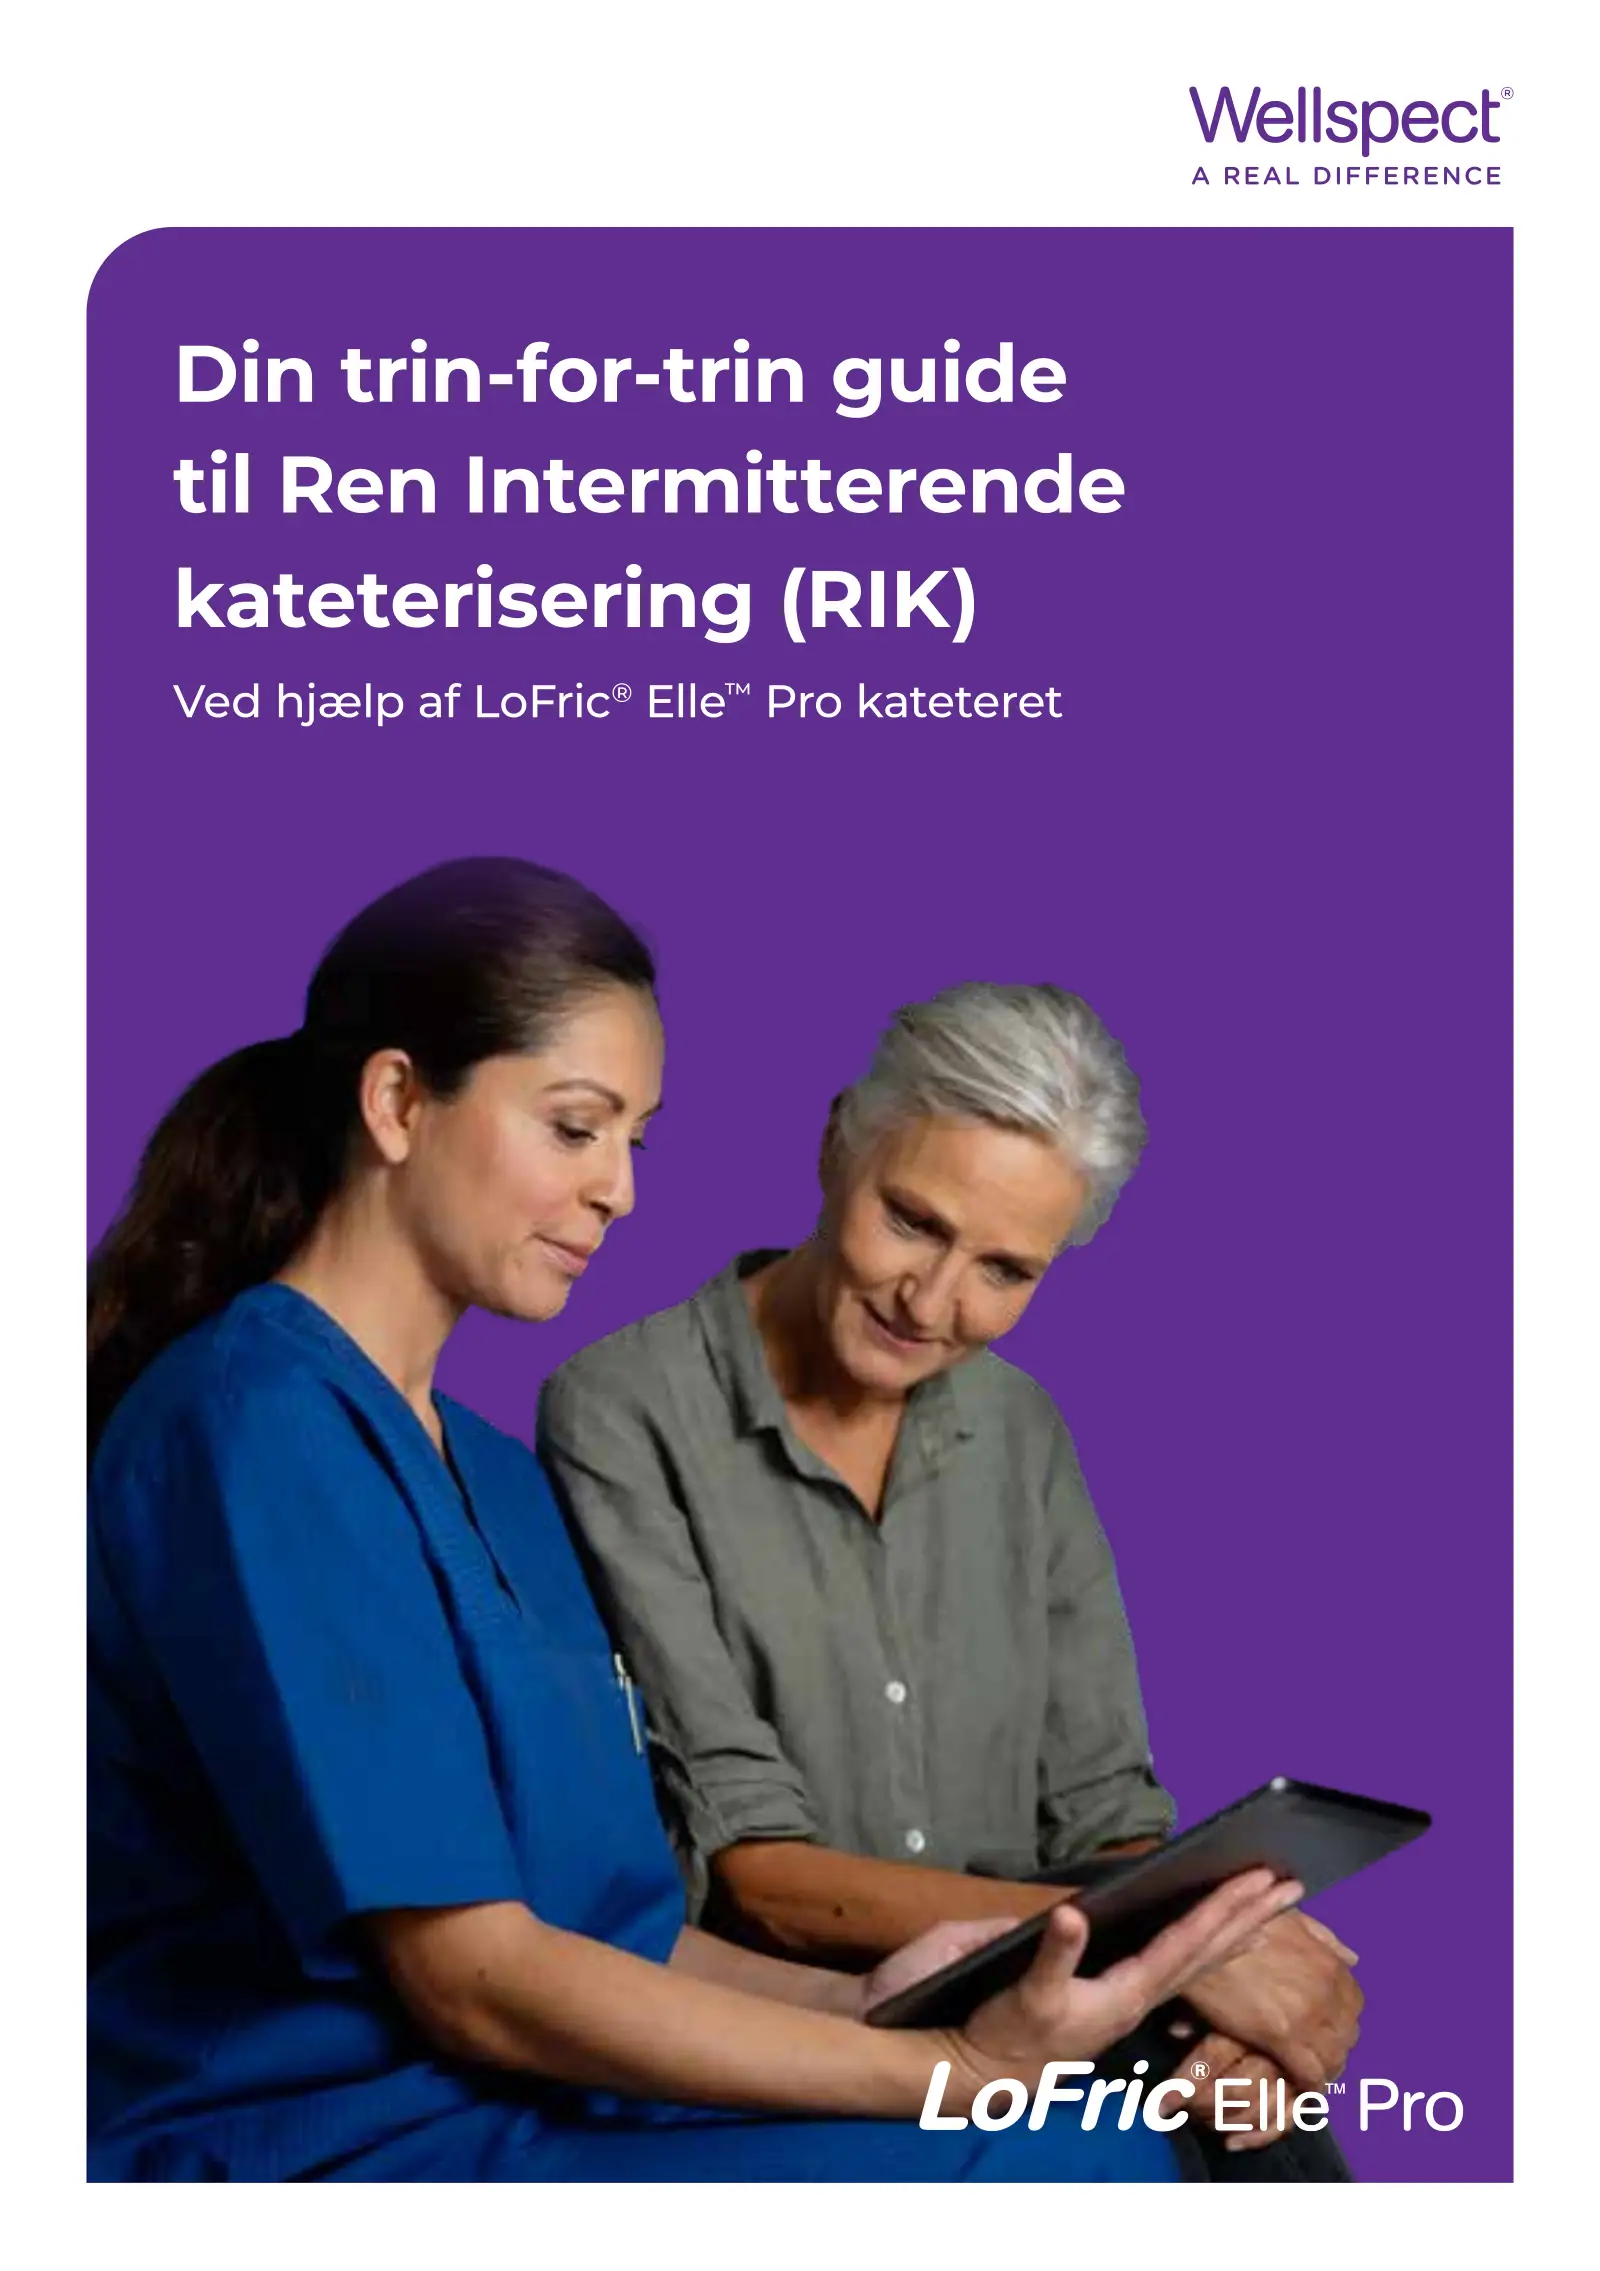 Wellspect®
A REAL DIFFERENCE
Din trin-for-trin guide
til Ren Intermitterende
kateterisering (RIK)
Ved hjælp af LoFric® Elle™ Pro kateteret
LoFric® Elle™ Pro